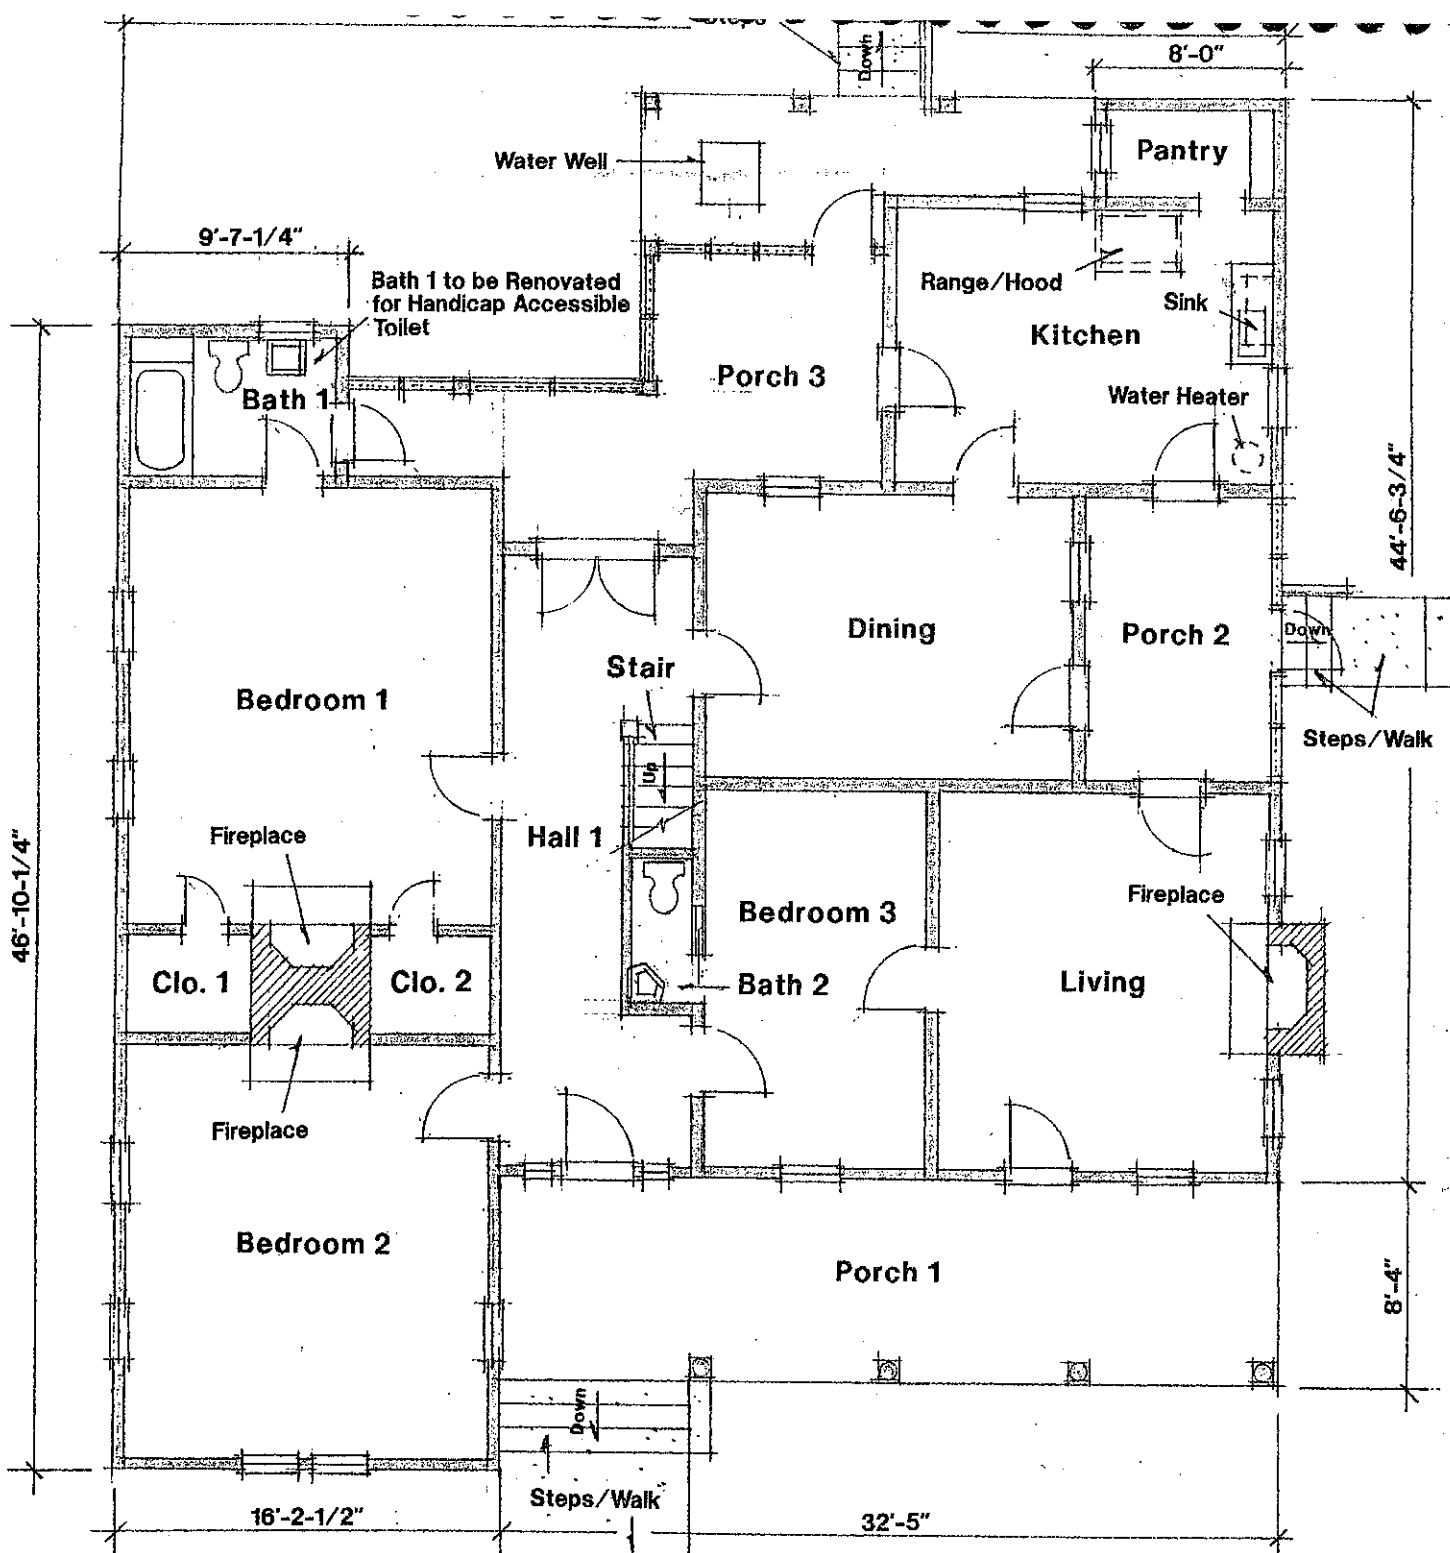 Steps
Down
8'-0"
Pantry
Water Well
9'-7-1/4"
Bath 1 to be Renovated
for Handicap Accessible
Toilet
Range/Hood
Sink
Kitchen
Porch 3
Bath 1
Water Heater
44'-6-3/4"
Dining
Porch 2
Down
Stair
Bedroom 1
Steps/Walk
Up
Fireplace
Hall 1
46'-10-1/4"
Bedroom 3
Fireplace
Clo. 1
Clo. 2
Bath 2
Living
Fireplace
Bedroom 2
Porch 1
8'-4"
Down
Steps/Walk
16'-2-1/2"
32'-5"